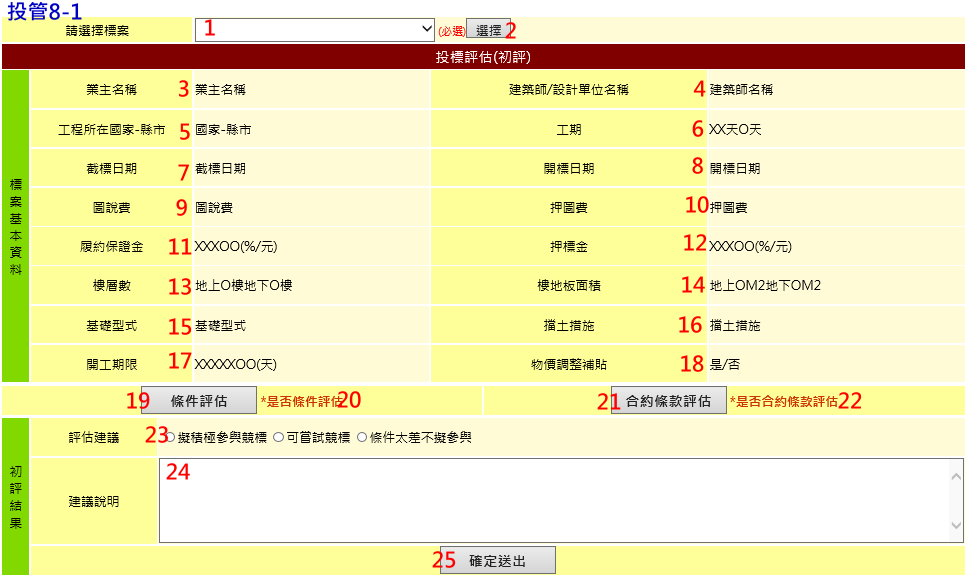 投管8-1
請選擇標案 1 (必選) 選擇 2
投標評估(初評)
標案基本資料
業主名稱 3 業主名稱 建築師/設計單位名稱 4 建築師名稱
工程所在國家-縣市 5 國家-縣市 工期 6 XX天O天
截標日期 7 截標日期 開標日期 8 開標日期
圖說費 9 圖說費 押圖費 10 押圖費
履約保證金 11 XXXOO(%/元) 押標金 12 XXXOO(%/元)
樓層數 13 地上O樓地下O樓 樓地板面積 14 地上OM2地下OM2
基礎型式 15 基礎型式 擋土措施 16 擋土措施
開工期限 17 XXXXXOO(天) 物價調整補貼 18 是/否
19 條件評估 *是否條件評估 20 21 合約條款評估 *是否合約條款評估 22
初評結果
評估建議 23 擬積極參與競標 可嘗試競標 條件太差不擬參與
建議說明 24
25 確定送出